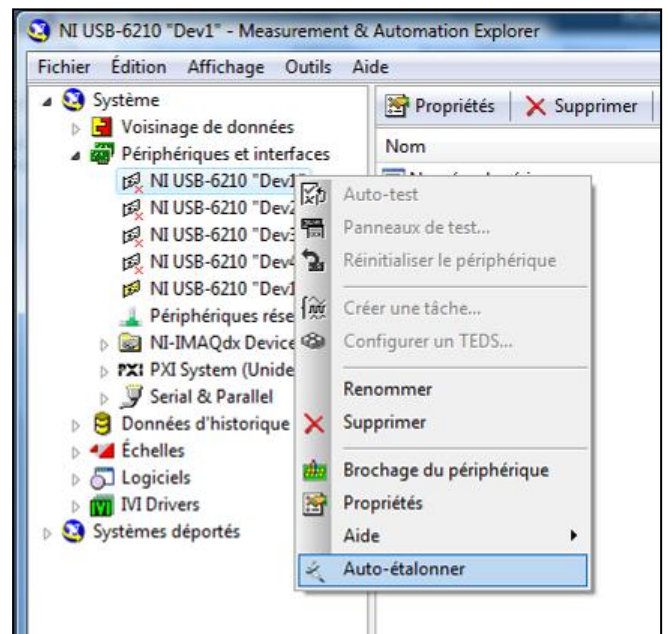 NI USB-6210 "Dev1" - Measurement & Automation Explorer
Fichier Édition Affichage Outils Aide
Système
Voisinage de données
Périphériques et interfaces
NI USB-6210 "Dev1"
NI USB-6210 "Dev2
NI USB-6210 "Dev3
NI USB-6210 "Dev4
NI USB-6210 "Dev1
Périphériques rése
NI-IMAQdx Device
PXI PXI System (Unide
Serial & Parallel
Données d'historique
Échelles
Logiciels
IVI IVI Drivers
Systèmes déportés
Propriétés Supprimer
Nom
Auto-test
Panneaux de test...
Réinitialiser le périphérique
Créer une tâche...
Configurer un TEDS...
Renommer
Supprimer
Brochage du périphérique
Propriétés
Aide
Auto-étalonner